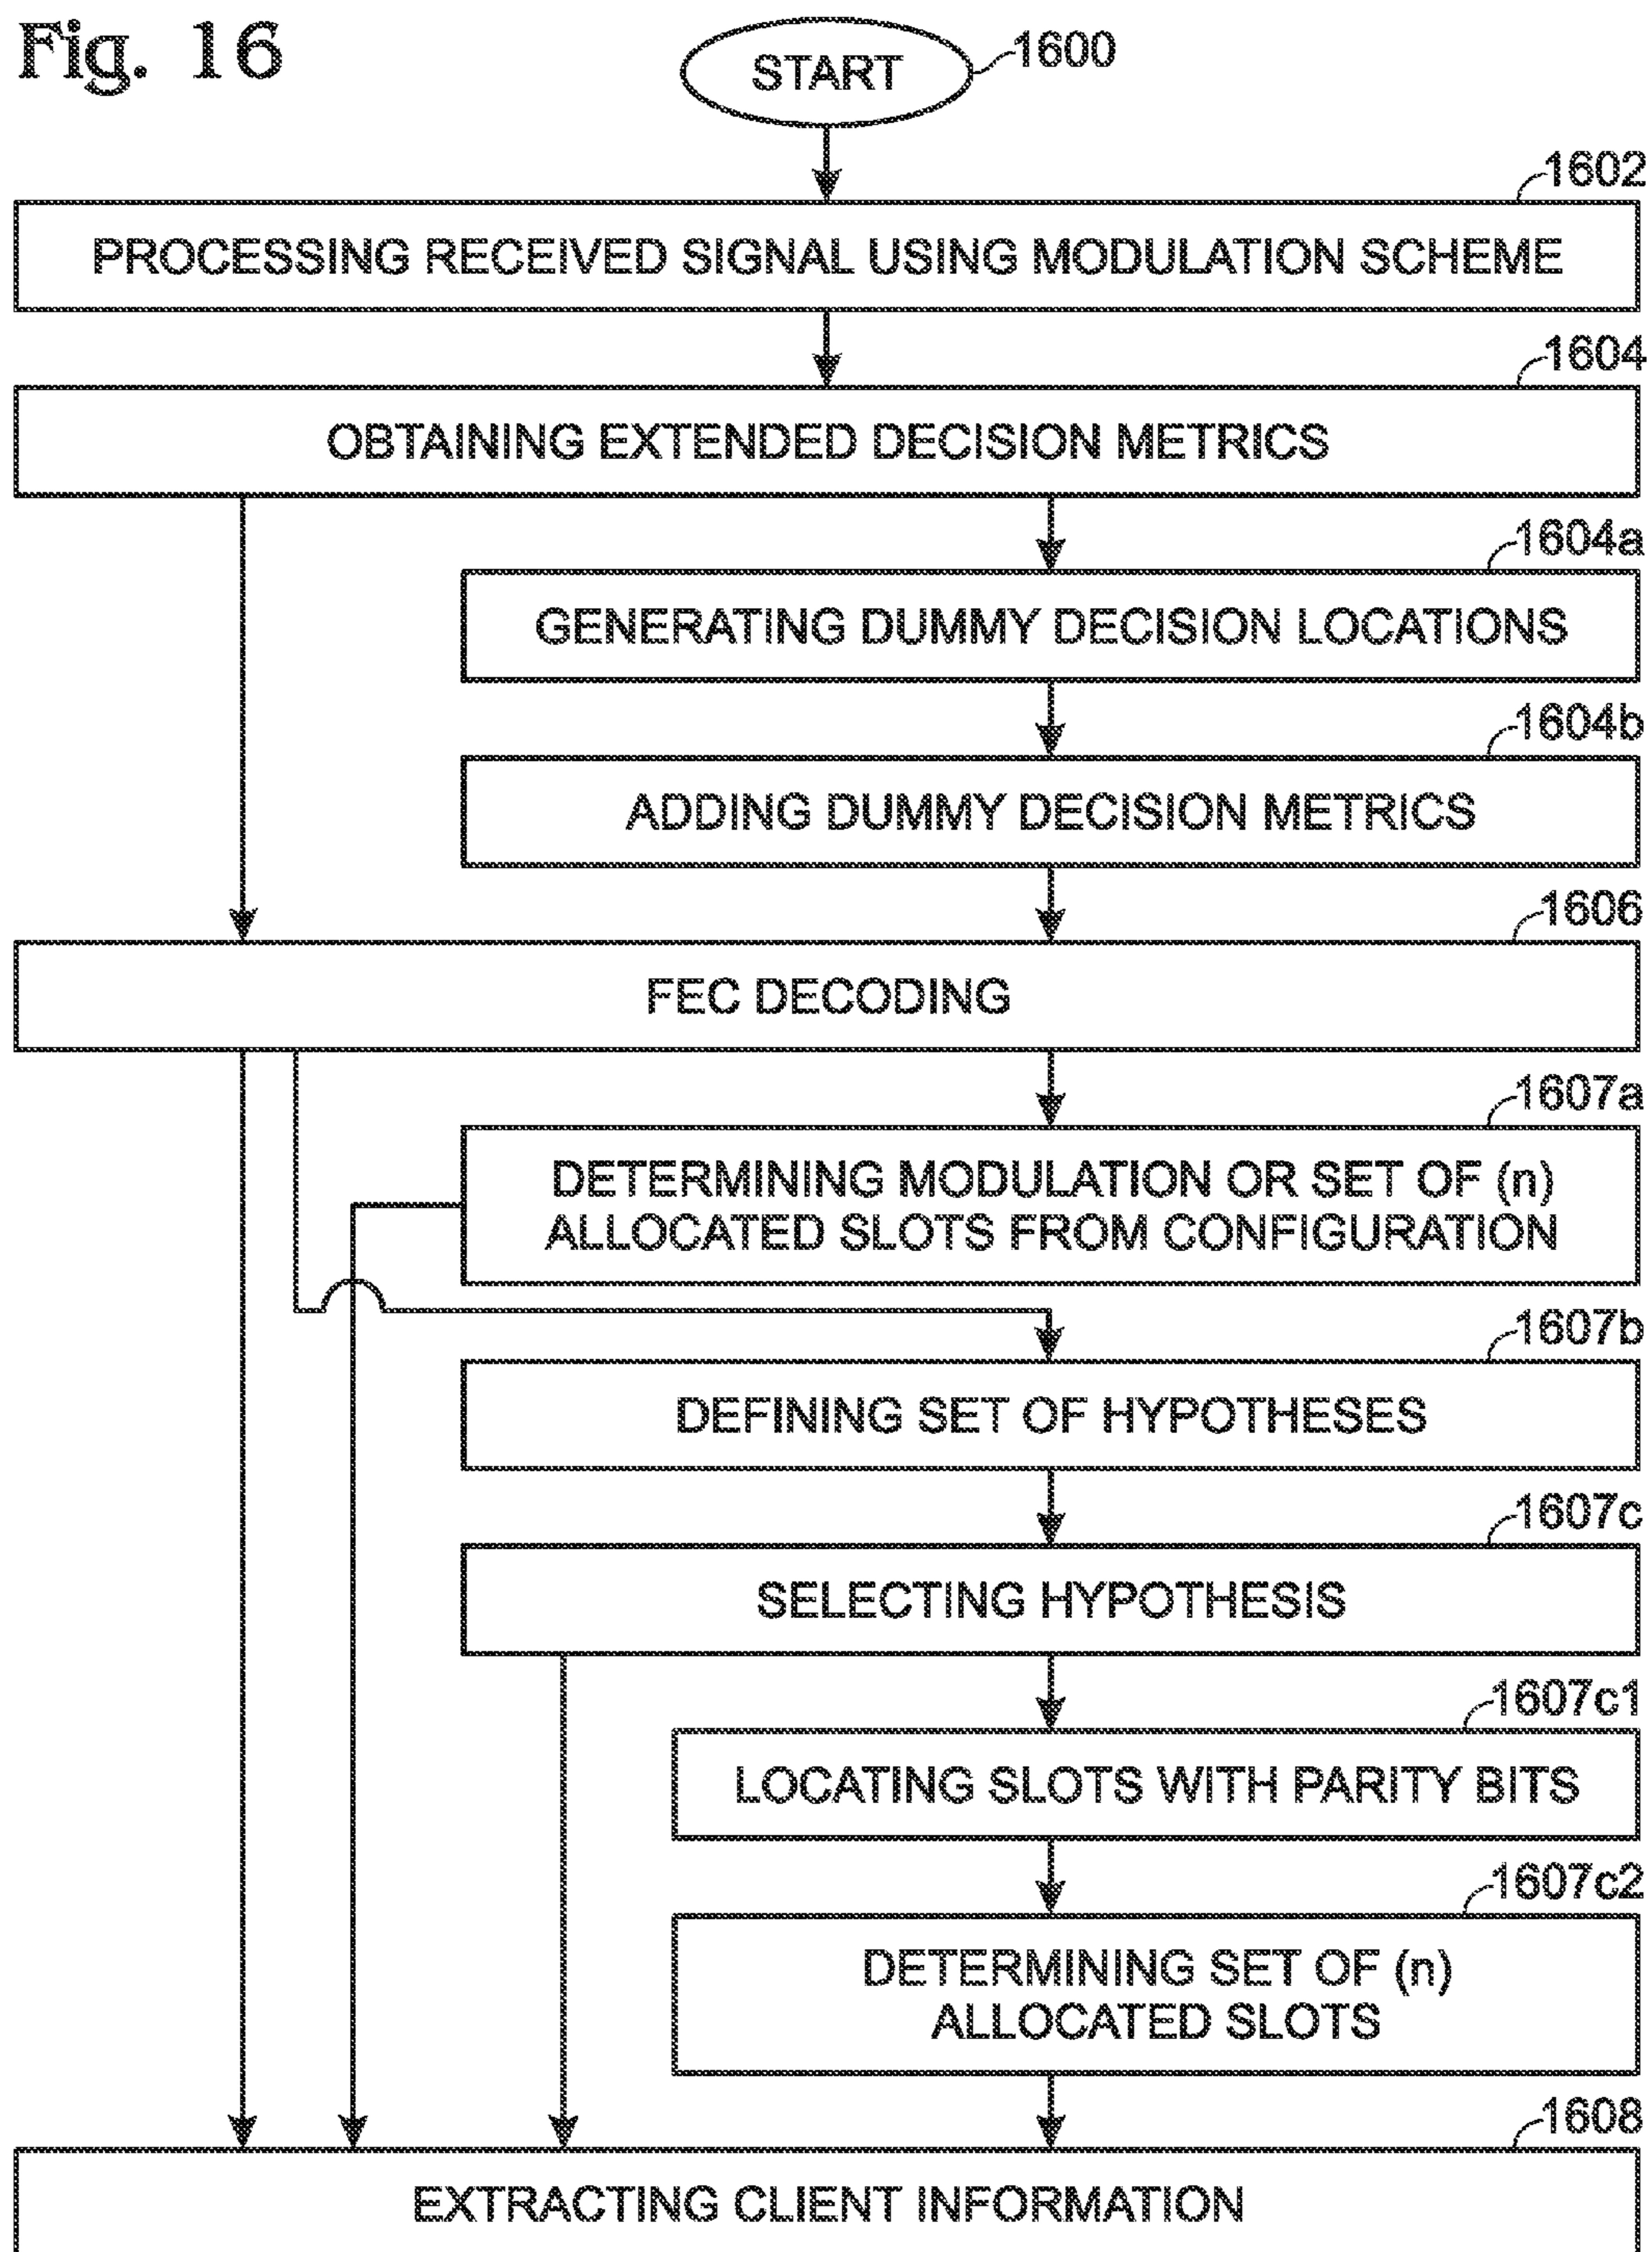 Fig. 16
START
1600
1602
PROCESSING RECEIVED SIGNAL USING MODULATION SCHEME
1604
OBTAINING EXTENDED DECISION METRICS
1604a
GENERATING DUMMY DECISION LOCATIONS
1604b
ADDING DUMMY DECISION METRICS
1606
FEC DECODING
1607a
DETERMINING MODULATION OR SET OF (n)
ALLOCATED SLOTS FROM CONFIGURATION
1607b
DEFINING SET OF HYPOTHESES
1607c
SELECTING HYPOTHESIS
1607c1
LOCATING SLOTS WITH PARITY BITS
1607c2
DETERMINING SET OF (n)
ALLOCATED SLOTS
1608
EXTRACTING CLIENT INFORMATION